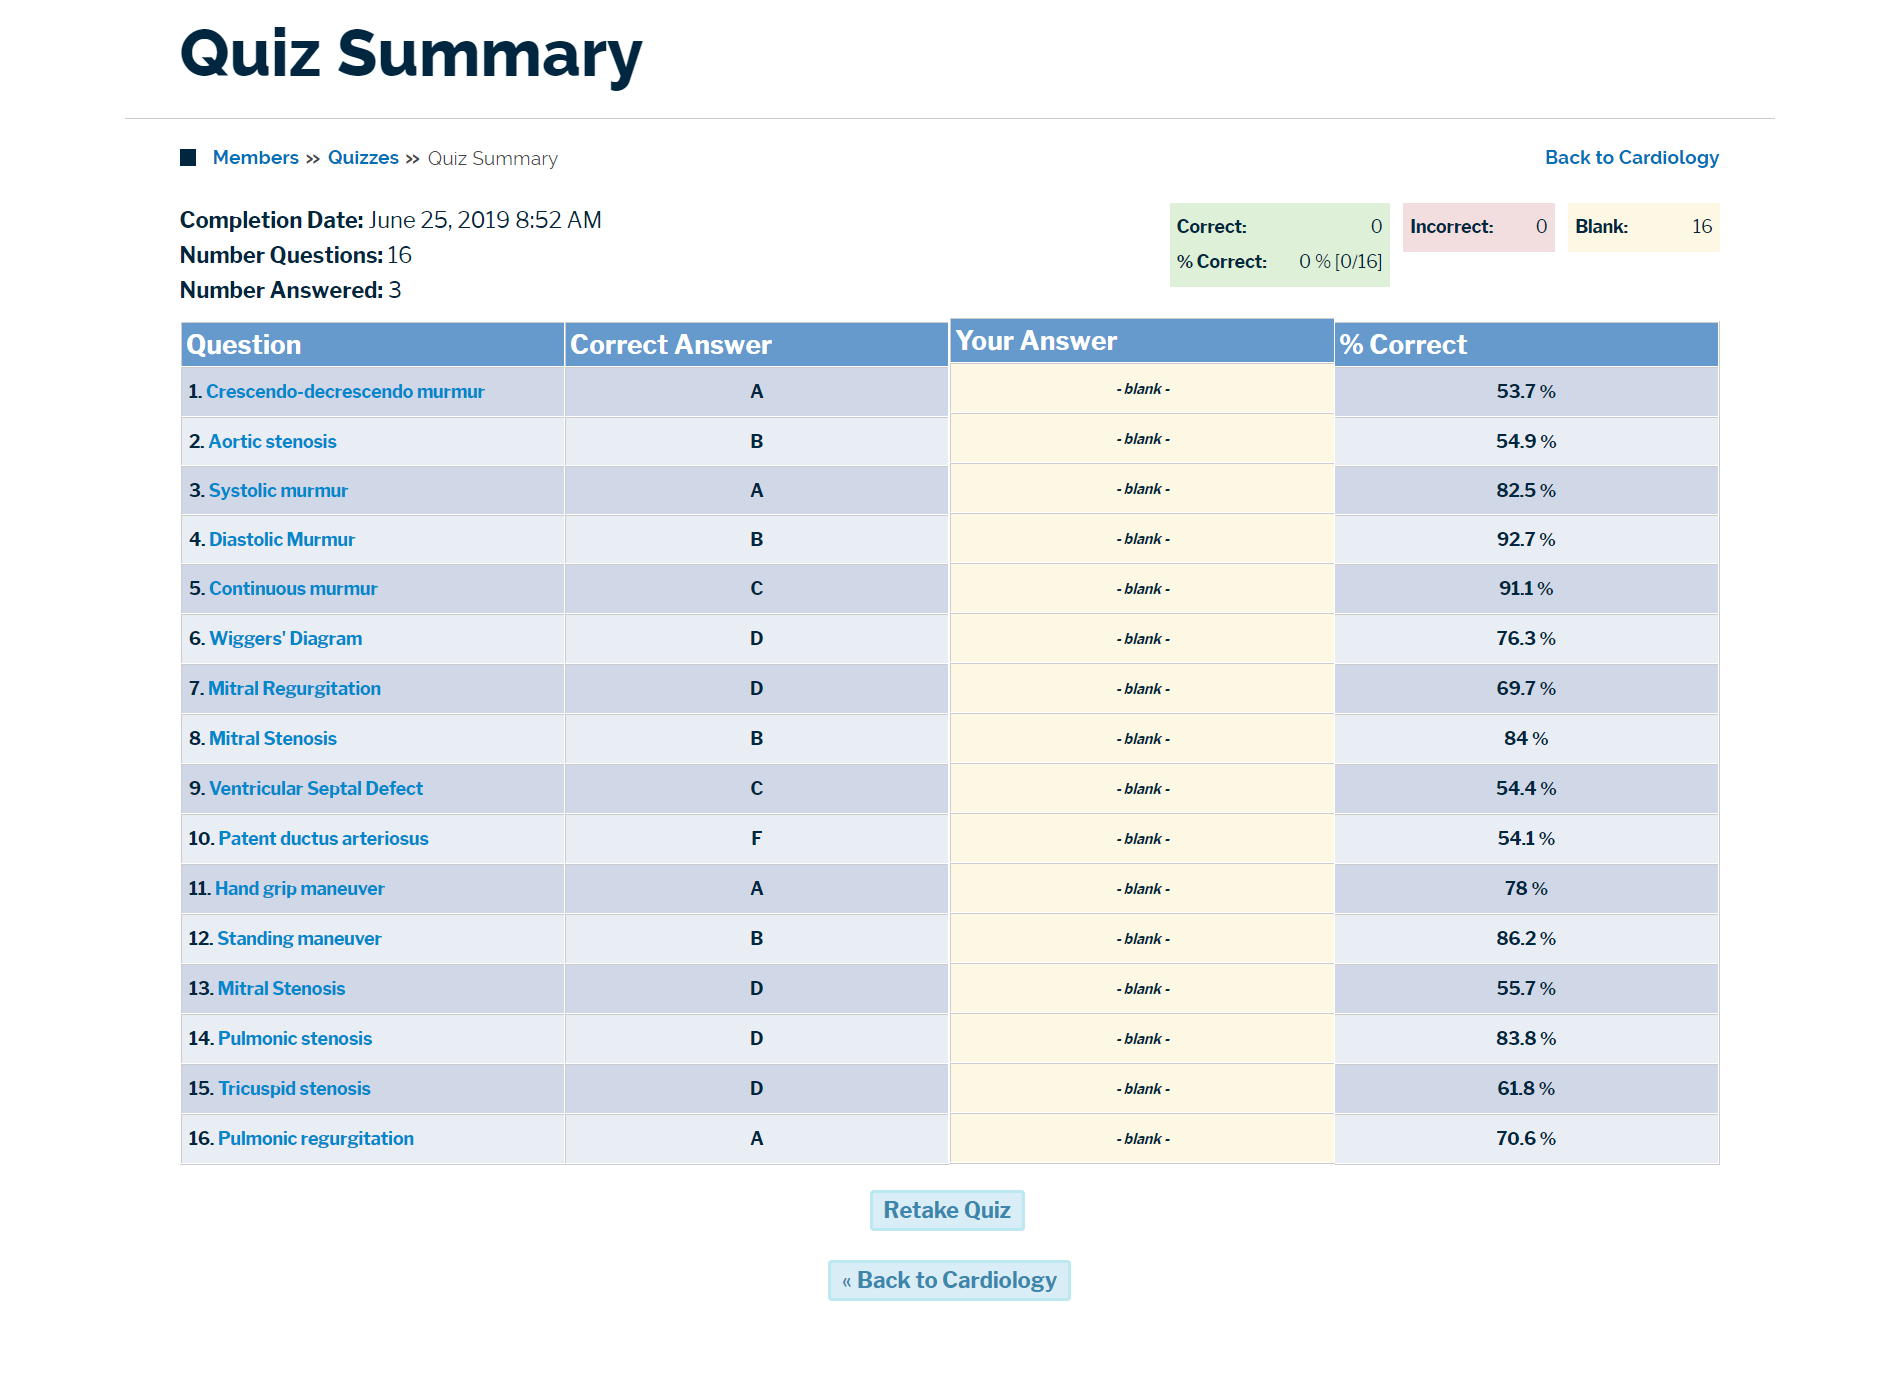 Quiz Summary
Members » Quizzes » Quiz Summary
Back to Cardiology
Completion Date: June 25, 2019 8:52 AM
Number Questions: 16
Number Answered: 3
Correct: 0
% Correct: 0 % [0/16]
Incorrect: 0
Blank: 16
Question Correct Answer Your Answer % Correct
1. Crescendo-decrescendo murmur A - blank - 53.7 %
2. Aortic stenosis B - blank - 54.9 %
3. Systolic murmur A - blank - 82.5 %
4. Diastolic Murmur B - blank - 92.7 %
5. Continuous murmur C - blank - 91.1 %
6. Wiggers' Diagram D - blank - 76.3 %
7. Mitral Regurgitation D - blank - 69.7 %
8. Mitral Stenosis B - blank - 84 %
9. Ventricular Septal Defect C - blank - 54.4 %
10. Patent ductus arteriosus F - blank - 54.1 %
11. Hand grip maneuver A - blank - 78 %
12. Standing maneuver B - blank - 86.2 %
13. Mitral Stenosis D - blank - 55.7 %
14. Pulmonic stenosis D - blank - 83.8 %
15. Tricuspid stenosis D - blank - 61.8 %
16. Pulmonic regurgitation A - blank - 70.6 %
Retake Quiz
« Back to Cardiology